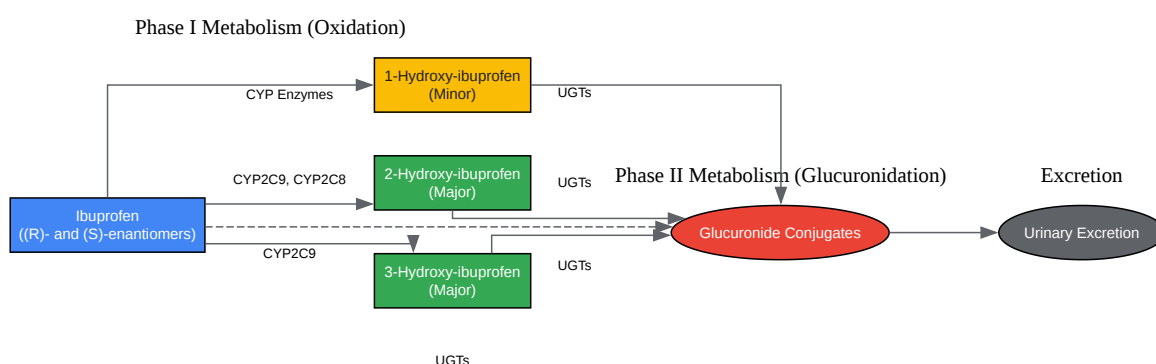 Phase I Metabolism (Oxidation)
1-Hydroxy-ibuprofen
(Minor)
CYP Enzymes
UGTs
2-Hydroxy-ibuprofen
(Major)
CYP2C9, CYP2C8
UGTs
Phase II Metabolism (Glucuronidation)
Excretion
Ibuprofen
((R)- and (S)-enantiomers)
Glucuronide Conjugates
Urinary Excretion
CYP2C9
3-Hydroxy-ibuprofen
(Major)
UGTs
UGTs